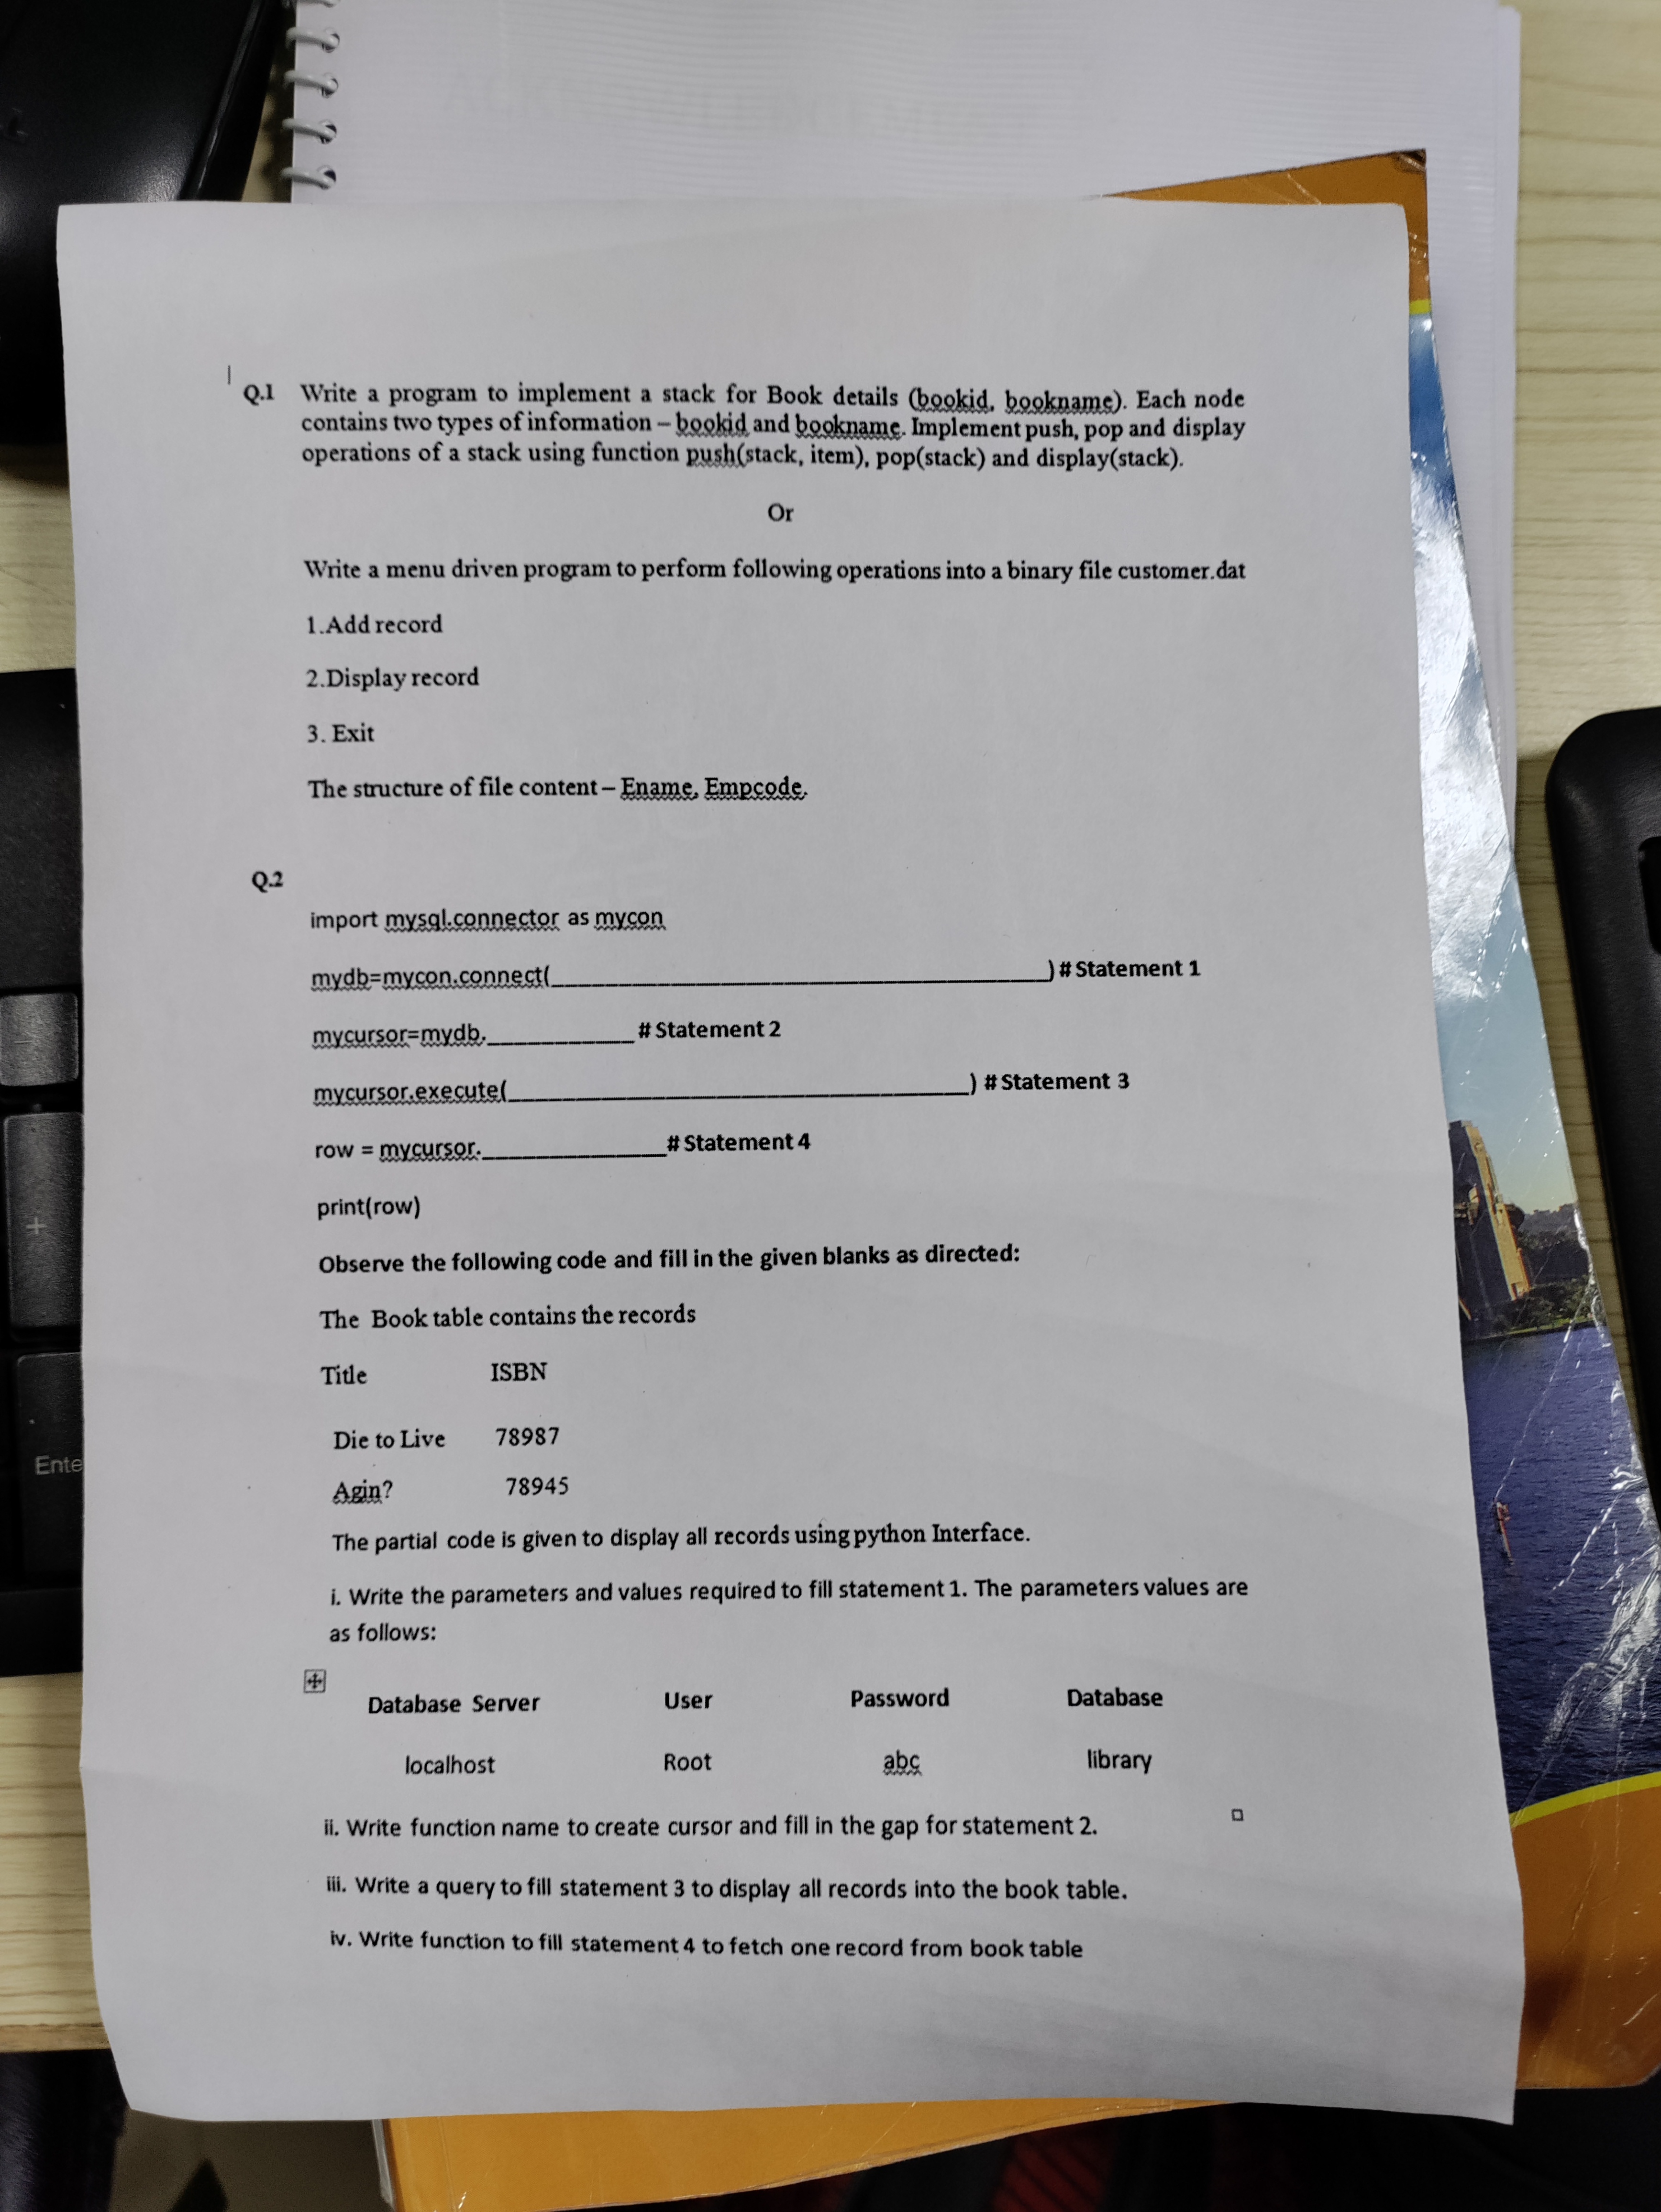 Q.1 Write a program to implement a stack for Book details (bookid, bookname). Each node
contains two types of information – bookid and bookname. Implement push, pop and display
operations of a stack using function push(stack, item), pop(stack) and display(stack).
Or
Write a menu driven program to perform following operations into a binary file customer.dat
1.Add record
2.Display record
3. Exit
The structure of file content – Ename, Empcode.
Q.2
import mysql.connector as mycon
mydb=mycon.connect(____________________________________) # Statement 1
mycursor=mydb.___________ # Statement 2
mycursor.execute(__________________________________) # Statement 3
row = mycursor._____________ # Statement 4
print(row)
Observe the following code and fill in the given blanks as directed:
The Book table contains the records
Title ISBN
Die to Live 78987
Agin? 78945
The partial code is given to display all records using python Interface.
i. Write the parameters and values required to fill statement 1. The parameters values are
as follows:
Database Server User Password Database
localhost Root abc library
ii. Write function name to create cursor and fill in the gap for statement 2.
iii. Write a query to fill statement 3 to display all records into the book table.
iv. Write function to fill statement 4 to fetch one record from book table
+
Ente